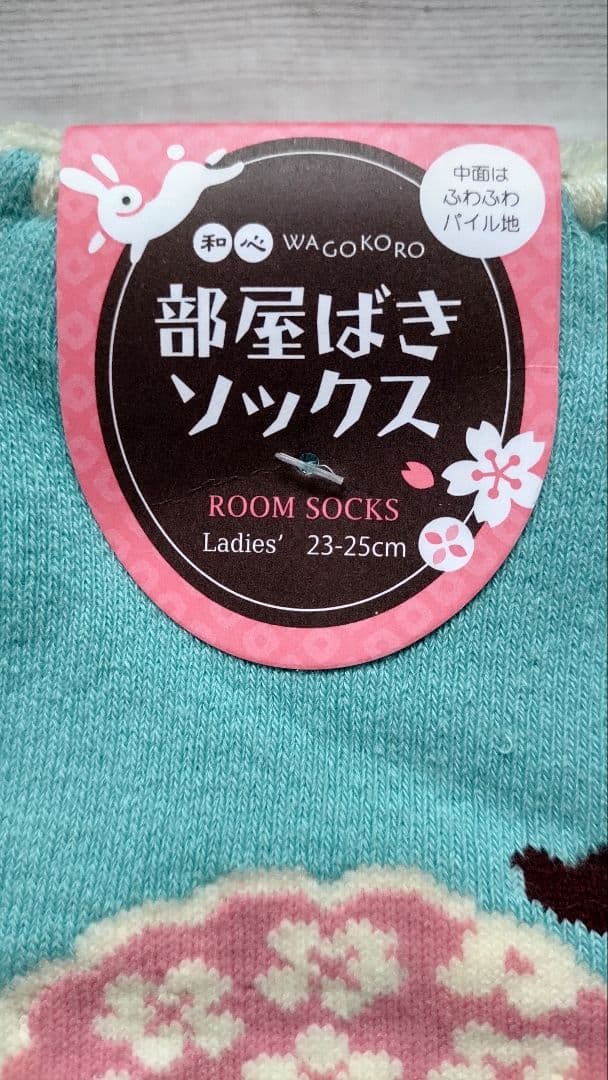 中面は
ふわふわ
パイル地
和心 WAGOKORO
部屋ばき
ソックス
ROOM SOCKS
Ladies' 23-25cm